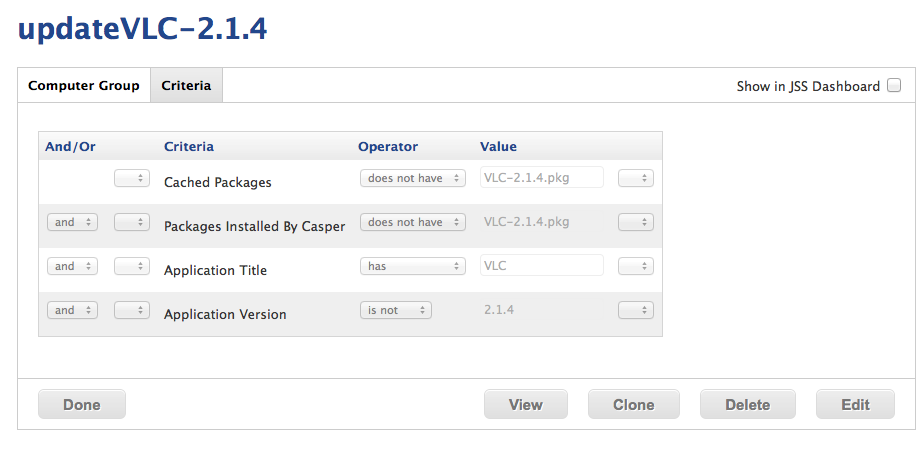 updateVLC-2.1.4
Computer Group Criteria Show in JSS Dashboard
And/Or Criteria Operator Value
Cached Packages does not have VLC-2.1.4.pkg
and Packages Installed By Casper does not have VLC-2.1.4.pkg
and Application Title has VLC
and Application Version is not 2.1.4
Done View Clone Delete Edit